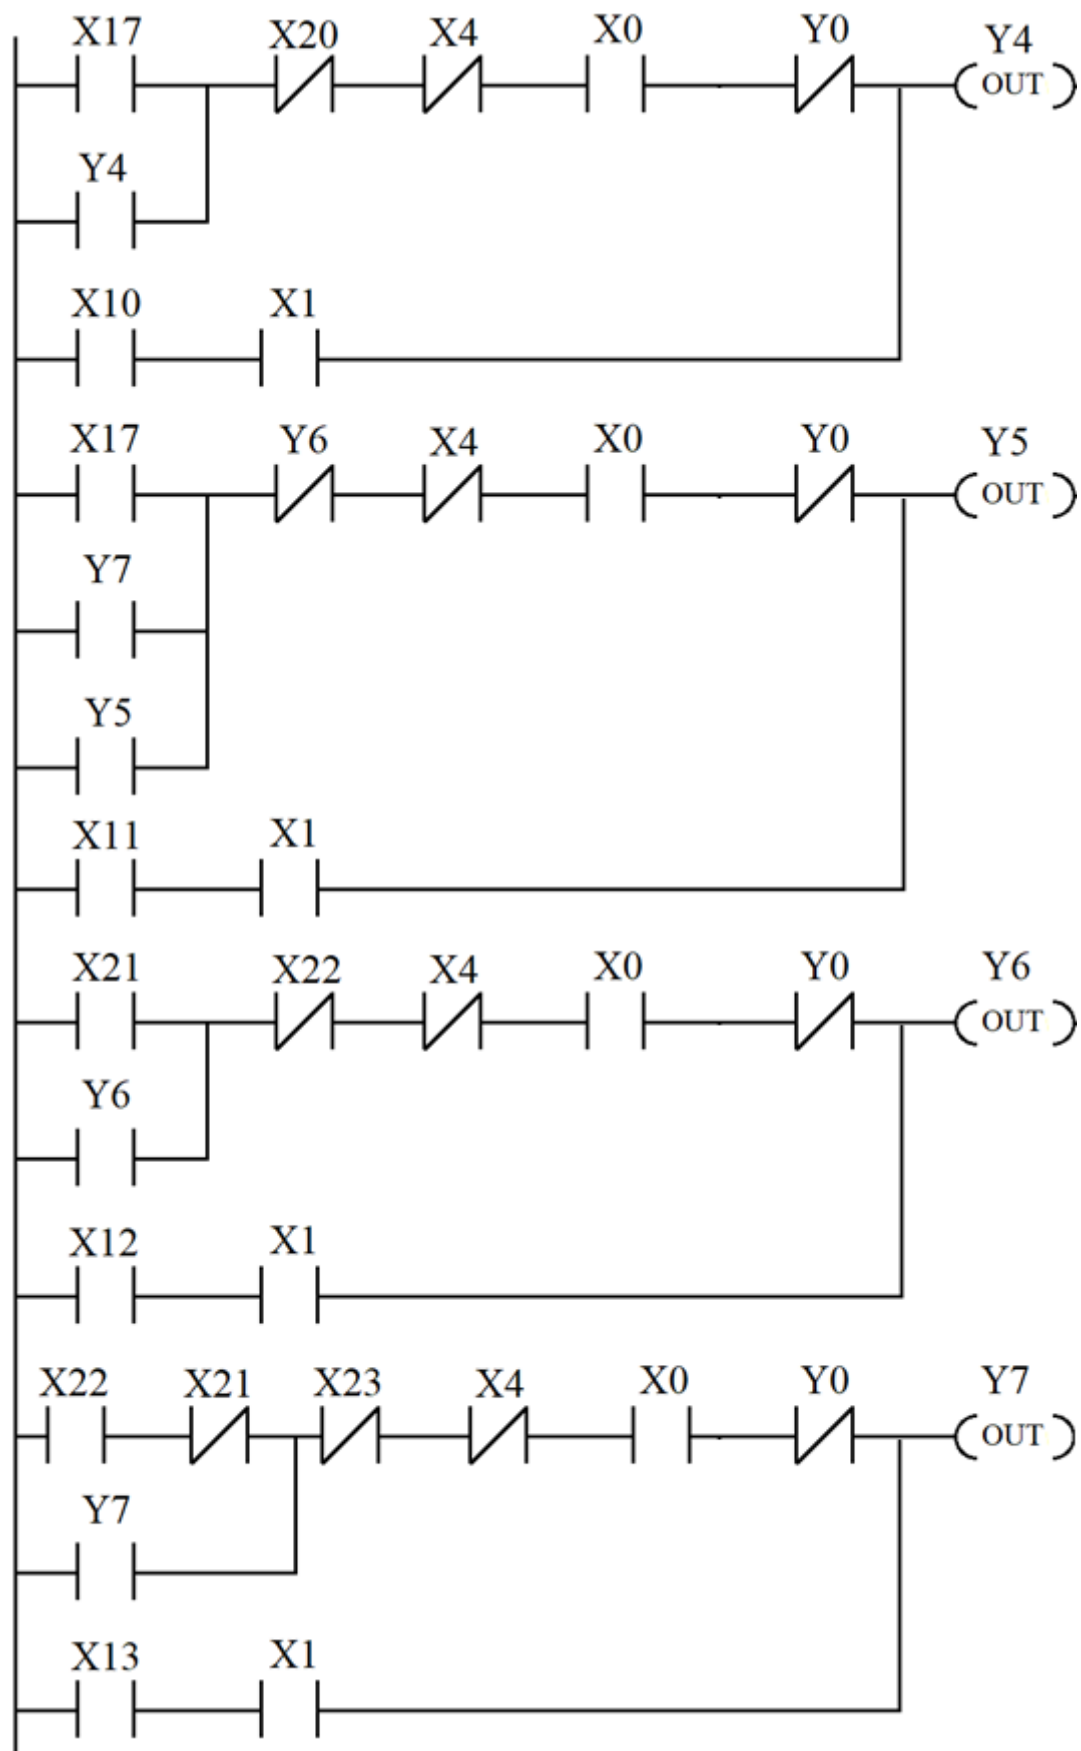 X17 X20 X4 X0 Y0 Y4
OUT
Y4
X10 X1
X17 Y6 X4 X0 Y0 Y5
OUT
Y7
Y5
X11 X1
X21 X22 X4 X0 Y0 Y6
OUT
Y6
X12 X1
X22 X21 X23 X4 X0 Y0 Y7
OUT
Y7
X13 X1